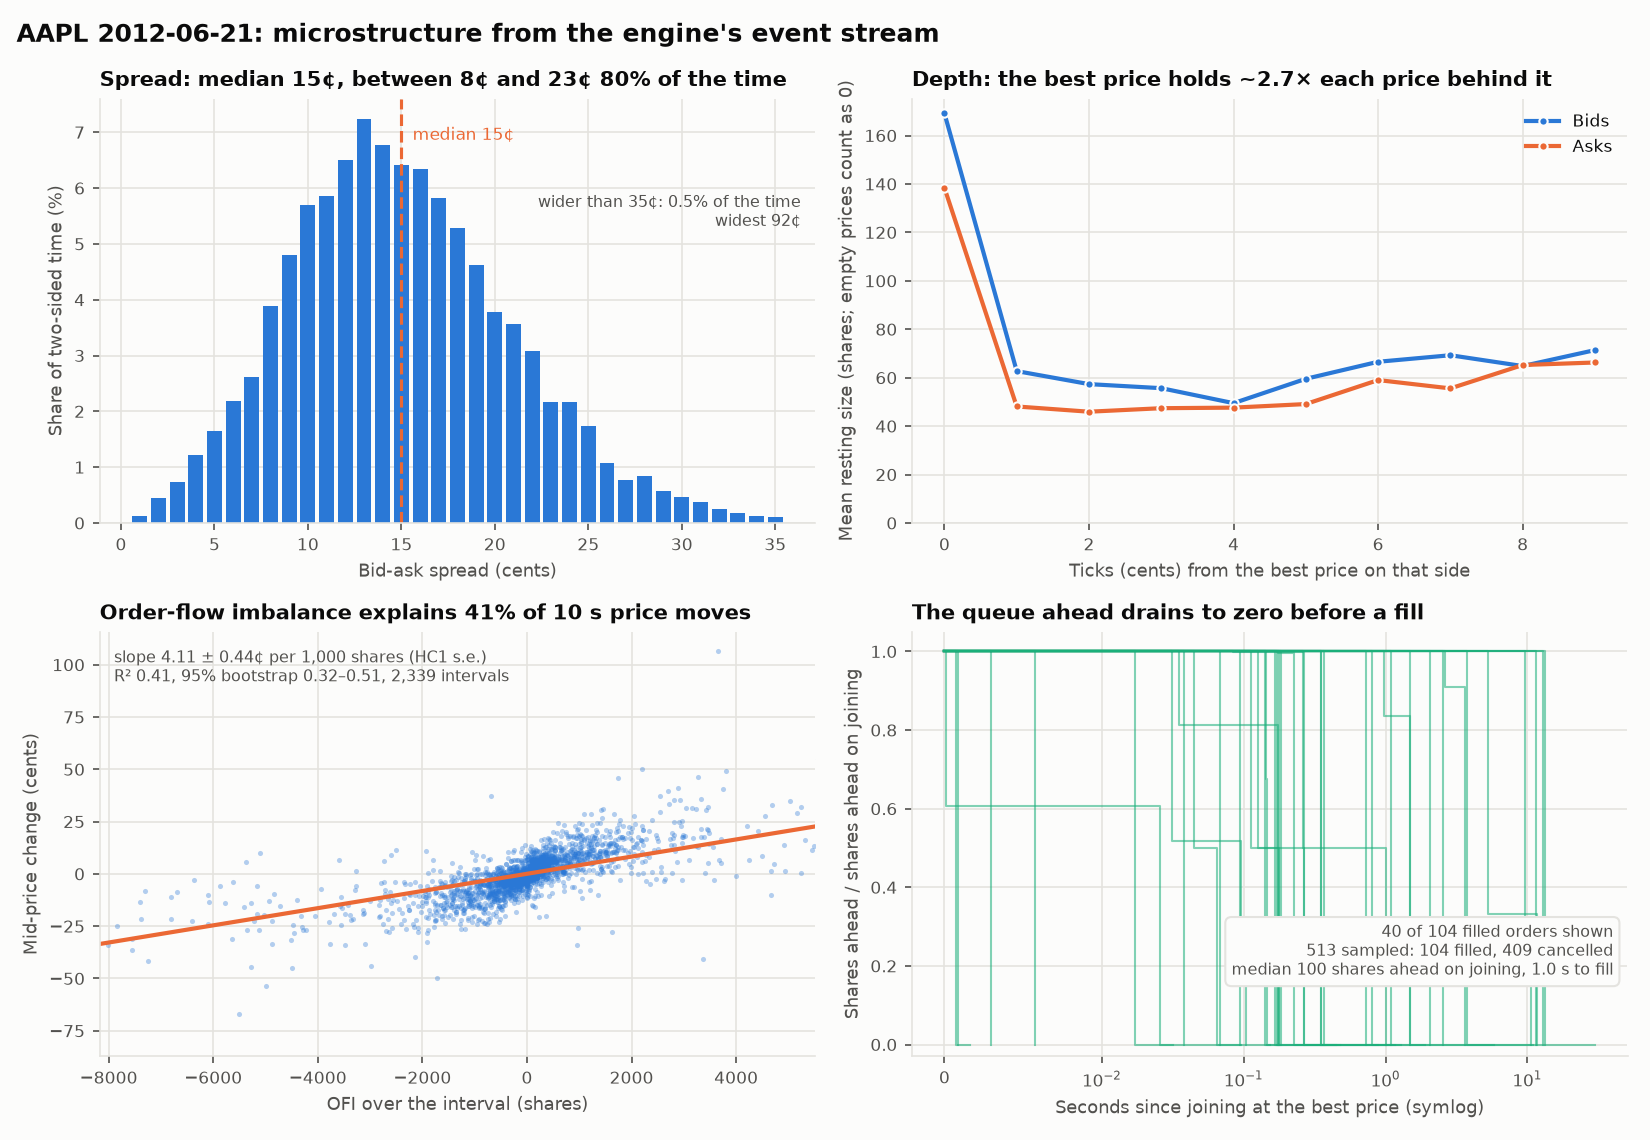 AAPL 2012-06-21: microstructure from the engine's event stream
Spread: median 15¢, between 8¢ and 23¢ 80% of the time
Share of two-sided time (%)
7
6
5
4
3
2
1
0
median 15¢
wider than 35¢: 0.5% of the time
widest 92¢
0 5 10 15 20 25 30 35
Bid-ask spread (cents)
Depth: the best price holds ~2.7× each price behind it
Mean resting size (shares; empty prices count as 0)
160
140
120
100
80
60
40
20
0
Bids
Asks
0 2 4 6 8
Ticks (cents) from the best price on that side
Order-flow imbalance explains 41% of 10 s price moves
Mid-price change (cents)
100
75
50
25
0
−25
−50
−75
slope 4.11 ± 0.44¢ per 1,000 shares (HC1 s.e.)
R² 0.41, 95% bootstrap 0.32–0.51, 2,339 intervals
−8000 −6000 −4000 −2000 0 2000 4000
OFI over the interval (shares)
The queue ahead drains to zero before a fill
Shares ahead / shares ahead on joining
1.0
0.8
0.6
0.4
0.2
0.0
40 of 104 filled orders shown
513 sampled: 104 filled, 409 cancelled
median 100 shares ahead on joining, 1.0 s to fill
0 10⁻² 10⁻¹ 10⁰ 10¹
Seconds since joining at the best price (symlog)